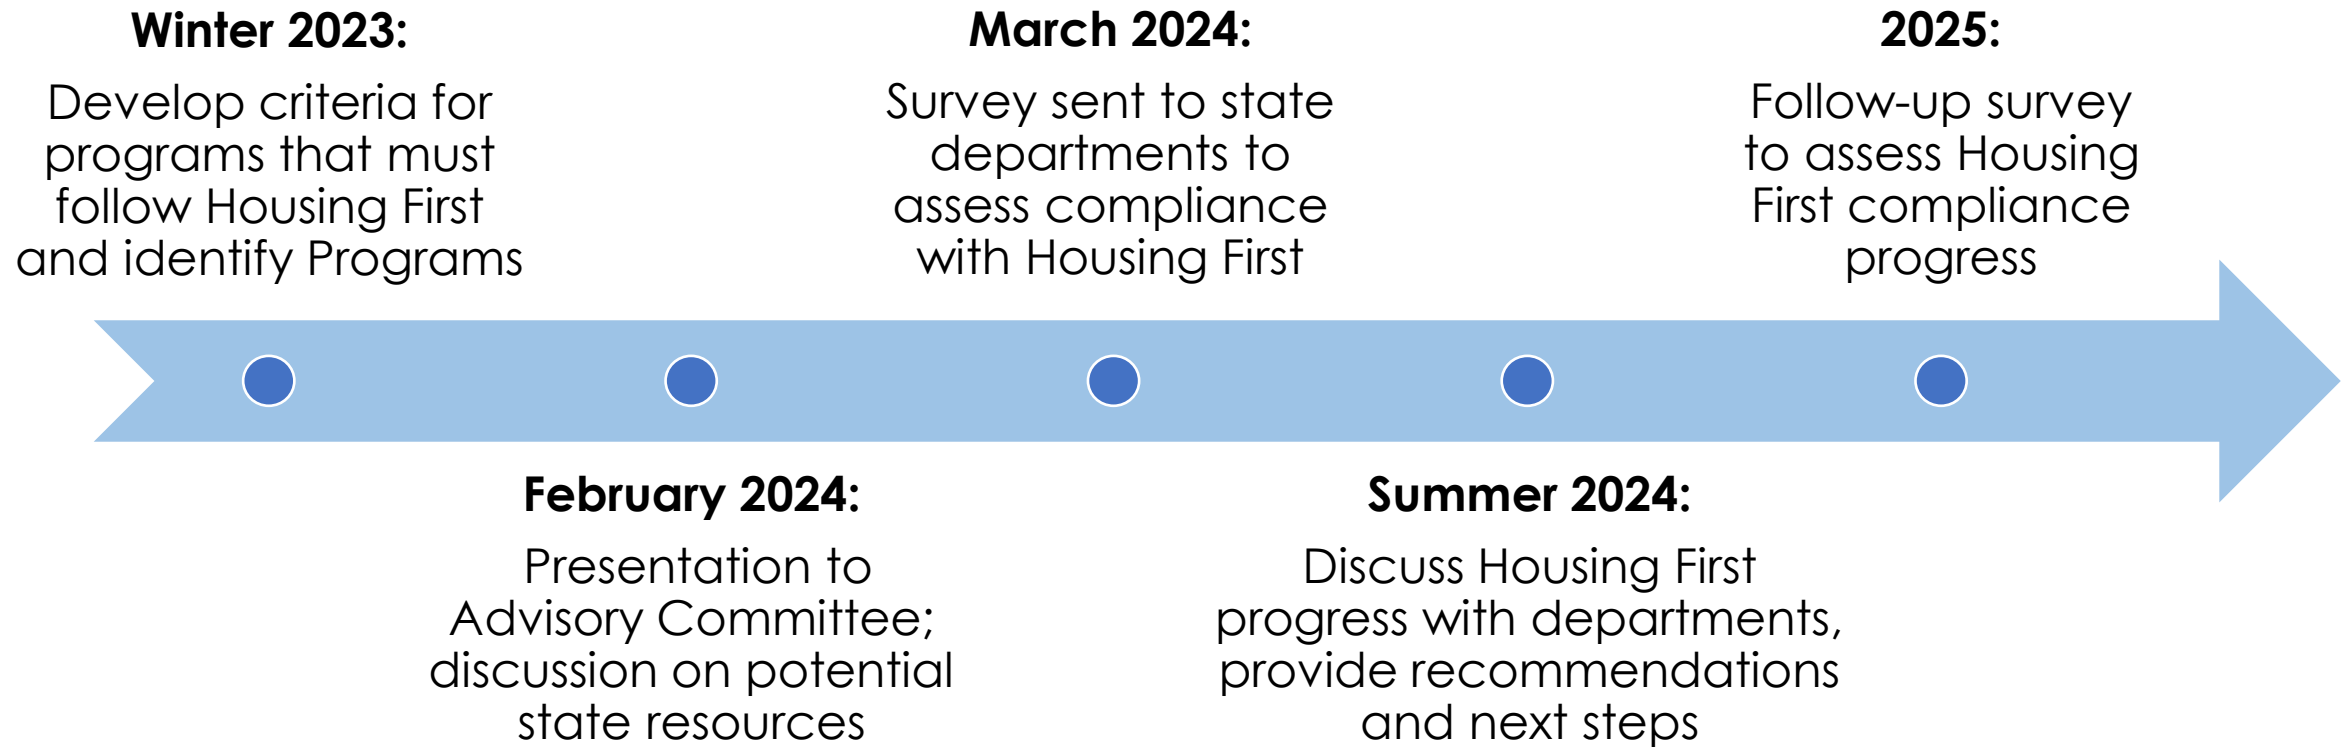 Winter 2023:
Develop criteria for
programs that must
follow Housing First
and identify Programs
February 2024:
Presentation to
Advisory Committee;
discussion on potential
state resources
March 2024:
Survey sent to state
departments to
assess compliance
with Housing First
Summer 2024:
Discuss Housing First
progress with departments,
provide recommendations
and next steps
2025:
Follow-up survey
to assess Housing
First compliance
progress